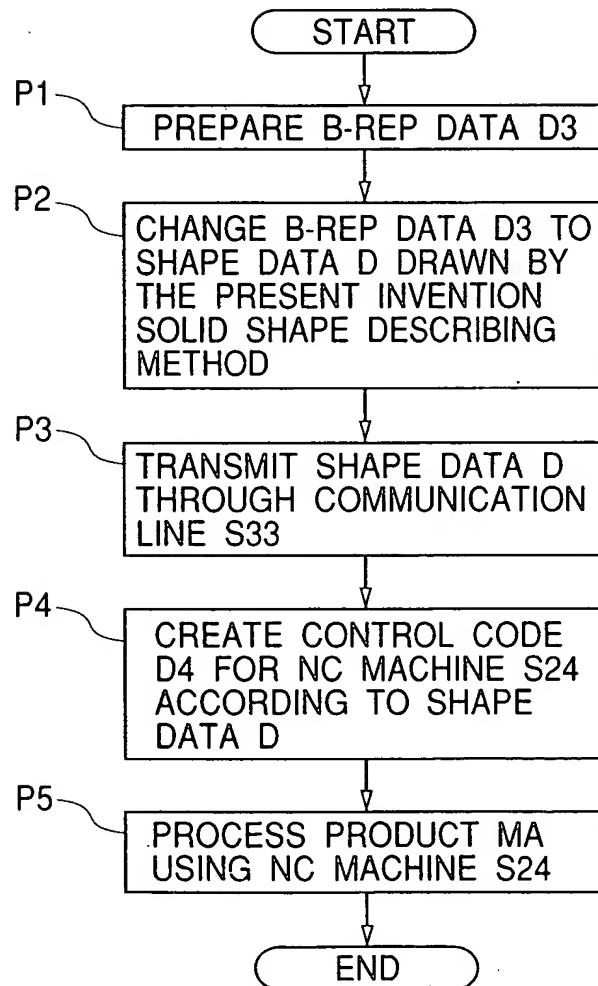 START
P1
PREPARE B-REP DATA D3
P2
CHANGE B-REP DATA D3 TO
SHAPE DATA D DRAWN BY
THE PRESENT INVENTION
SOLID SHAPE DESCRIBING
METHOD
P3
TRANSMIT SHAPE DATA D
THROUGH COMMUNICATION
LINE S33
P4
CREATE CONTROL CODE
D4 FOR NC MACHINE S24
ACCORDING TO SHAPE
DATA D
P5
PROCESS PRODUCT MA
USING NC MACHINE S24
END